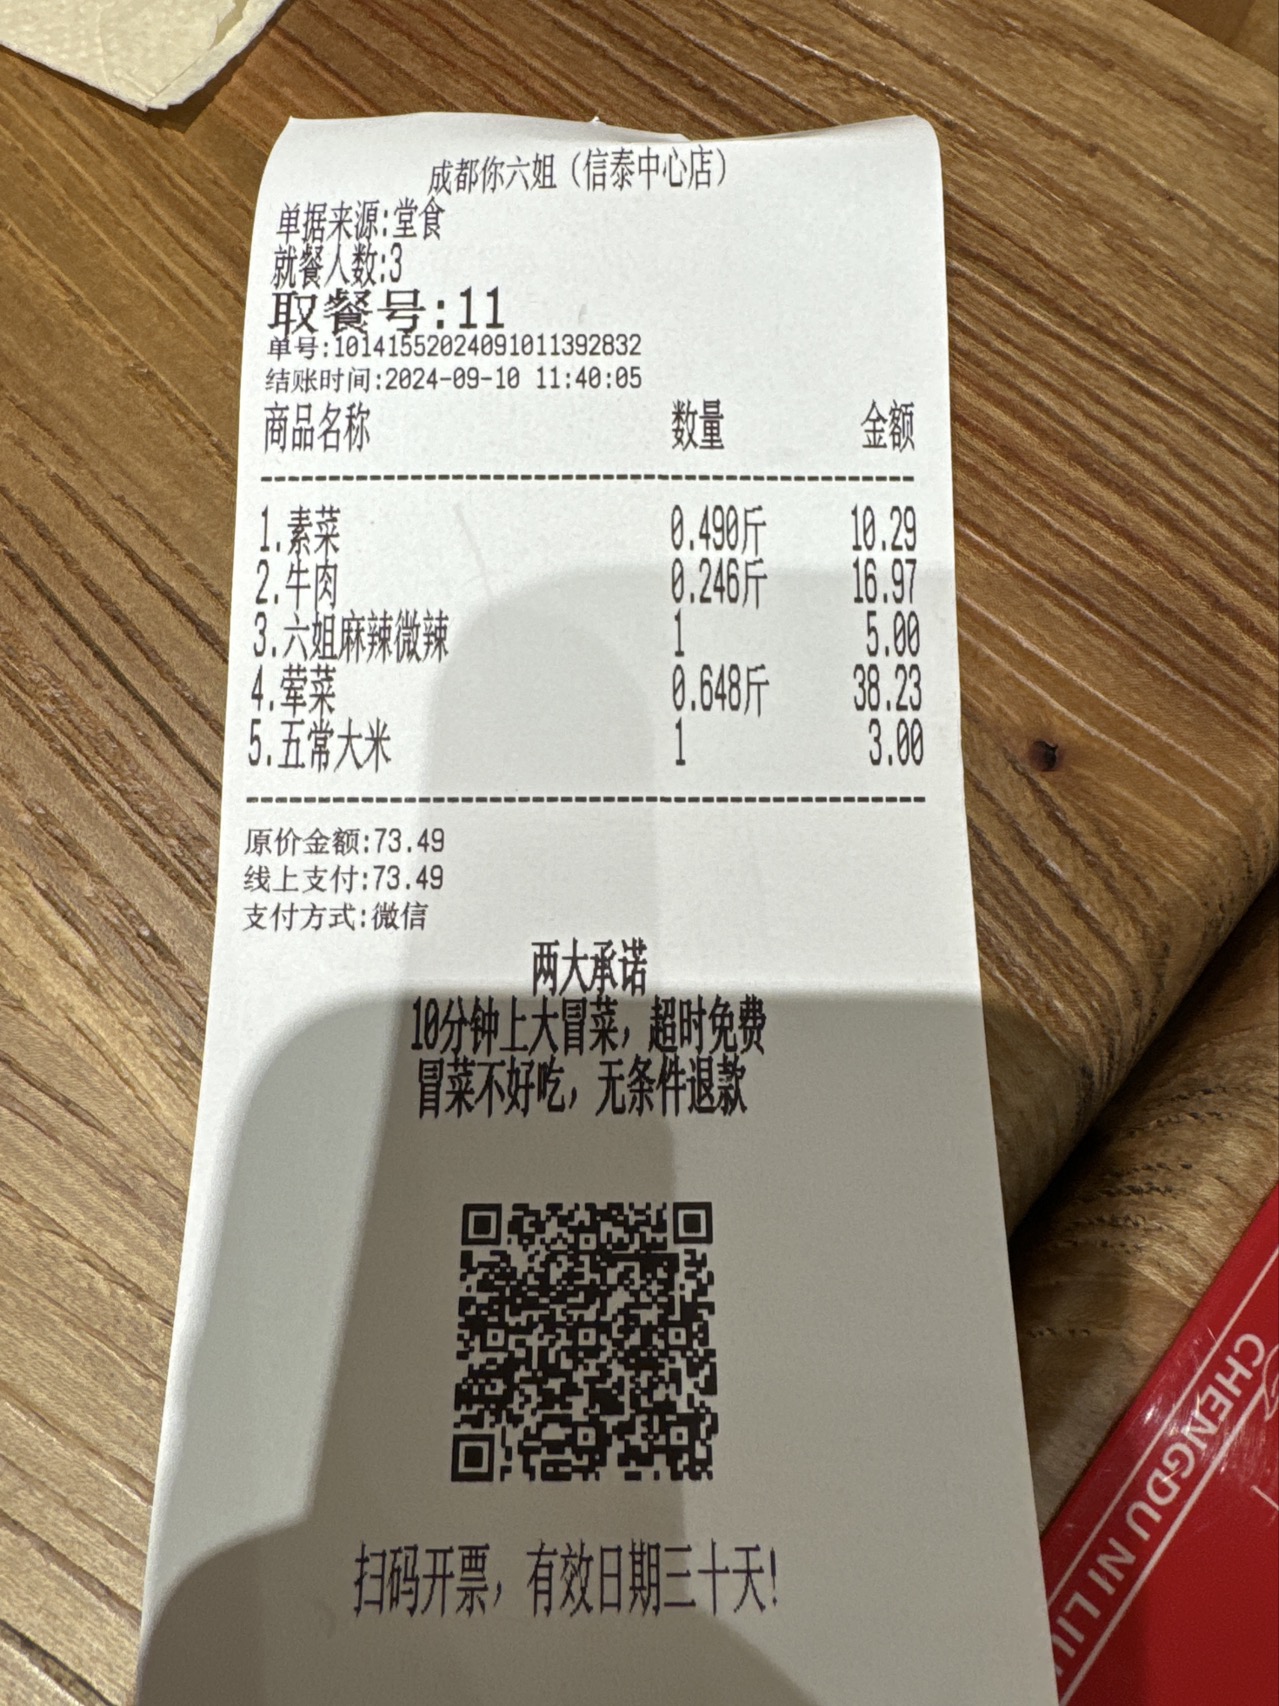 成都你六姐（信泰中心店）
单据来源:堂食
就餐人数:3
取餐号:11
单号:10141552024091011392832
结账时间:2024-09-10 11:40:05
商品名称 数量 金额
1.素菜 0.490斤 10.29
2.牛肉 0.246斤 16.97
3.六姐麻辣微辣 1 5.00
4.荤菜 0.648斤 38.23
5.五常大米 1 3.00
原价金额:73.49
线上支付:73.49
支付方式:微信
两大承诺
10分钟上大冒菜，超时免费
冒菜不好吃，无条件退款
扫码开票，有效日期三十天!
CHENGDU NI LIU